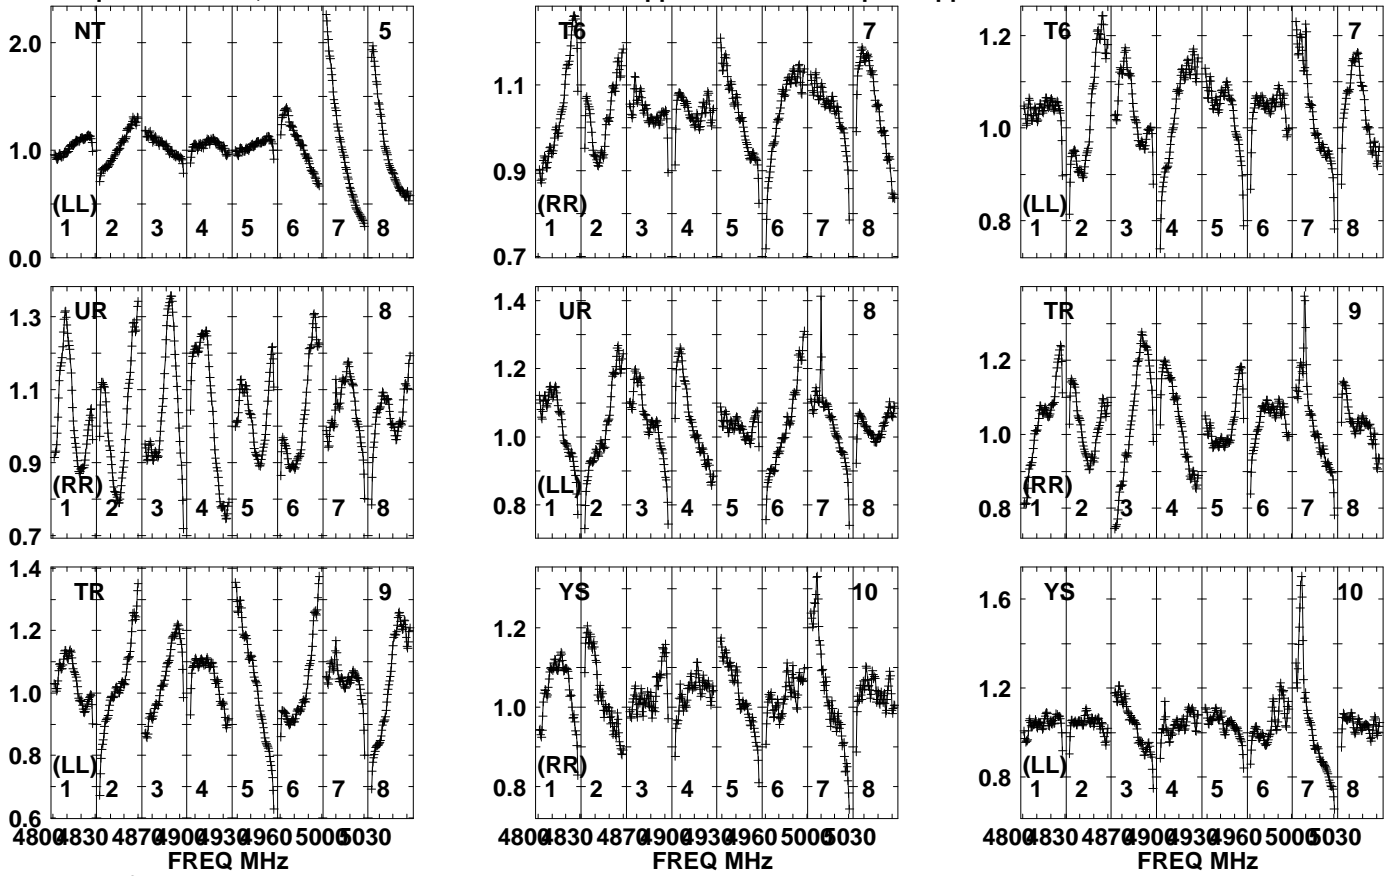 NT 5 T6 7 T6 7
2.0 1.1 1.2
1.0 0.9 1.0
(LL) (RR) (LL) 0.8
1 2 3 4 5 6 7 8 1 2 3 4 5 6 7 8 1 2 3 4 5 6 7 8
0.0 0.7
UR 8 UR 8 TR 9
1.3 1.4 1.2
1.1 1.2 1.0
0.9 1.0 0.8
(RR) 0.8 (LL) (RR)
1 2 3 4 5 6 7 8 1 2 3 4 5 6 7 8 1 2 3 4 5 6 7 8
0.7
1.4 TR 9 YS 10 YS 10
1.2 1.2 1.6
1.0 1.0 1.2
0.8 (LL) 0.8 (RR) 0.8 (LL)
1 2 3 4 5 6 7 8 1 2 3 4 5 6 7 8 1 2 3 4 5 6 7 8
0.6
4800 4830 4870 4900 4930 4960 5000 5030 4800 4830 4870 4900 4930 4960 5000 5030 4800 4830 4870 4900 4930 4960 5000 5030
FREQ MHz FREQ MHz FREQ MHz